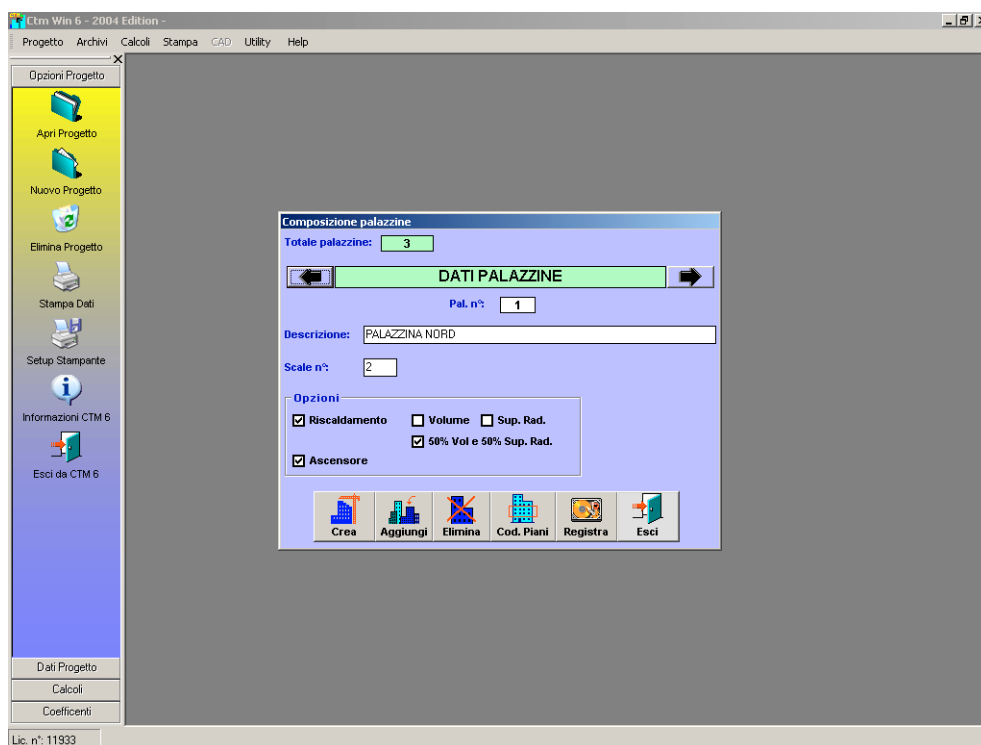 Ctm Win 6 - 2004 Edition -
Progetto Archivi Calcoli Stampa CAD Utility Help
Opzioni Progetto
Apri Progetto
Nuovo Progetto
Elimina Progetto
Stampa Dati
Setup Stampante
Informazioni CTM 6
Esci da CTM 6
Dati Progetto
Calcoli
Coefficenti
Lic. n°: 11933
Composizione palazzine
Totale palazzine: 3
DATI PALAZZINE
Pal. n°: 1
Descrizione: PALAZZINA NORD
Scale n°: 2
Opzioni
Riscaldamento Volume Sup. Rad.
50% Vol e 50% Sup. Rad.
Ascensore
Crea Aggiungi Elimina Cod. Piani Registra Esci